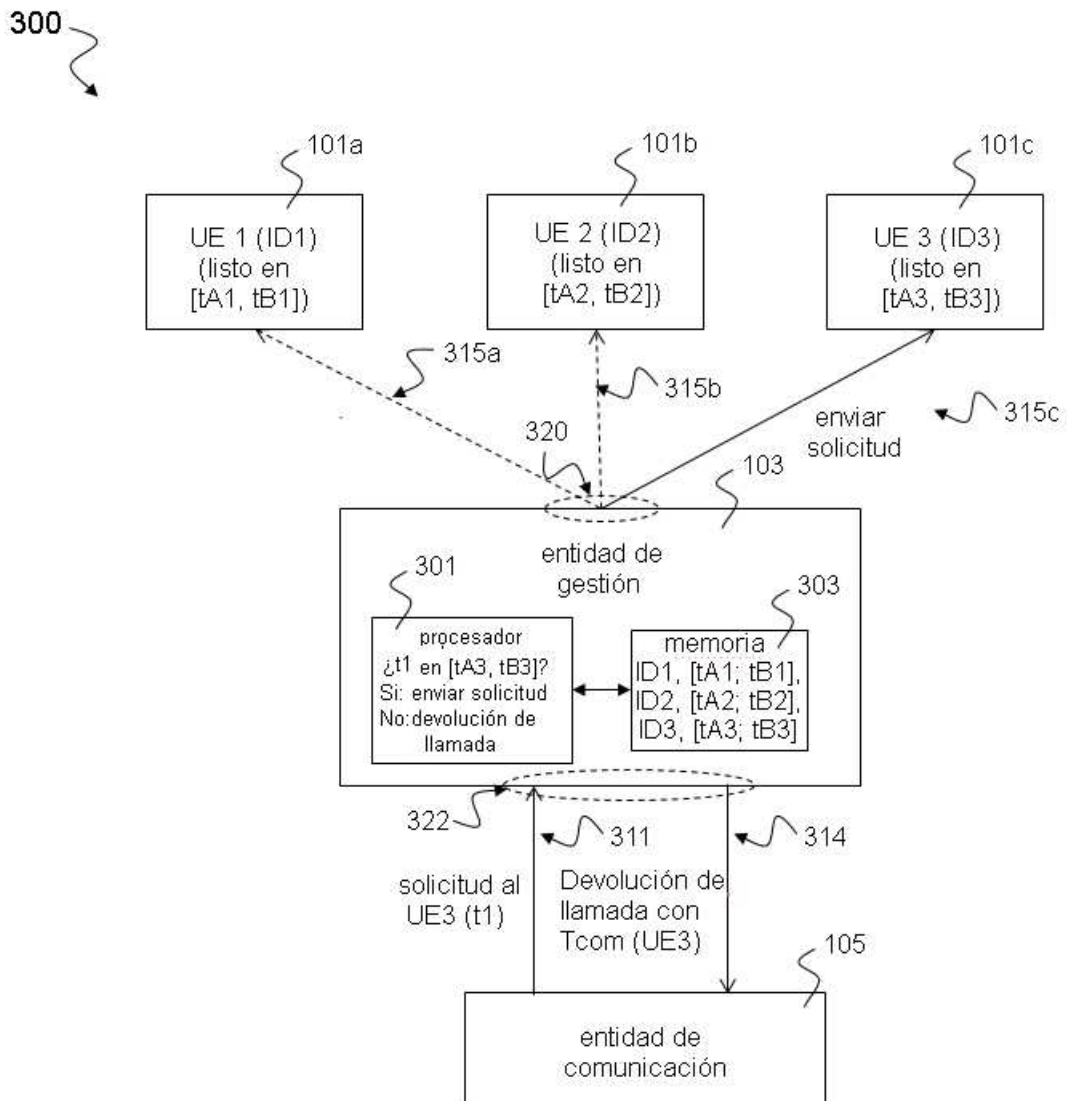 300
101a
101b
101c
UE 1 (ID1)
(listo en
[tA1, tB1])
UE 2 (ID2)
(listo en
[tA2, tB2])
UE 3 (ID3)
(listo en
[tA3, tB3])
315a
315b
315c
320
enviar
solicitud
103
entidad de
gestión
301
303
procesador
¿t1 en [tA3, tB3]?
Si: enviar solicitud
No:devolución de
llamada
memoria
ID1, [tA1; tB1],
ID2, [tA2; tB2],
ID3, [tA3; tB3]
322
311
314
solicitud al
UE3 (t1)
Devolución de
llamada con
Tcom (UE3)
105
entidad de
comunicación